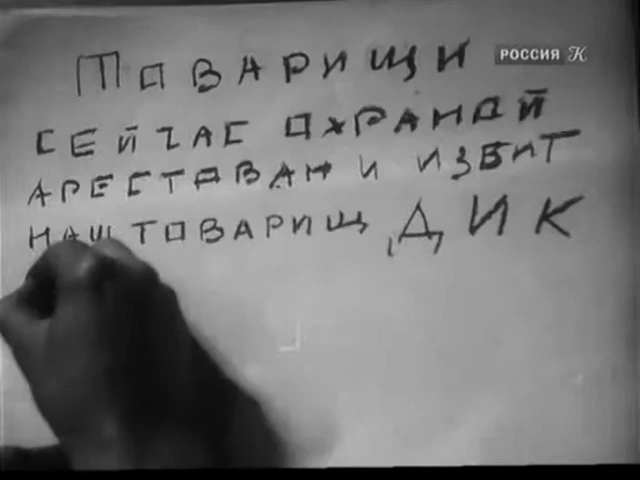 ТОВАРИЩИ
СЕЙЧАС ОХРАНОЙ
АРЕСТОВАН И ИЗБИТ
НАШ ТОВАРИЩ ДИК
РОССИЯ К